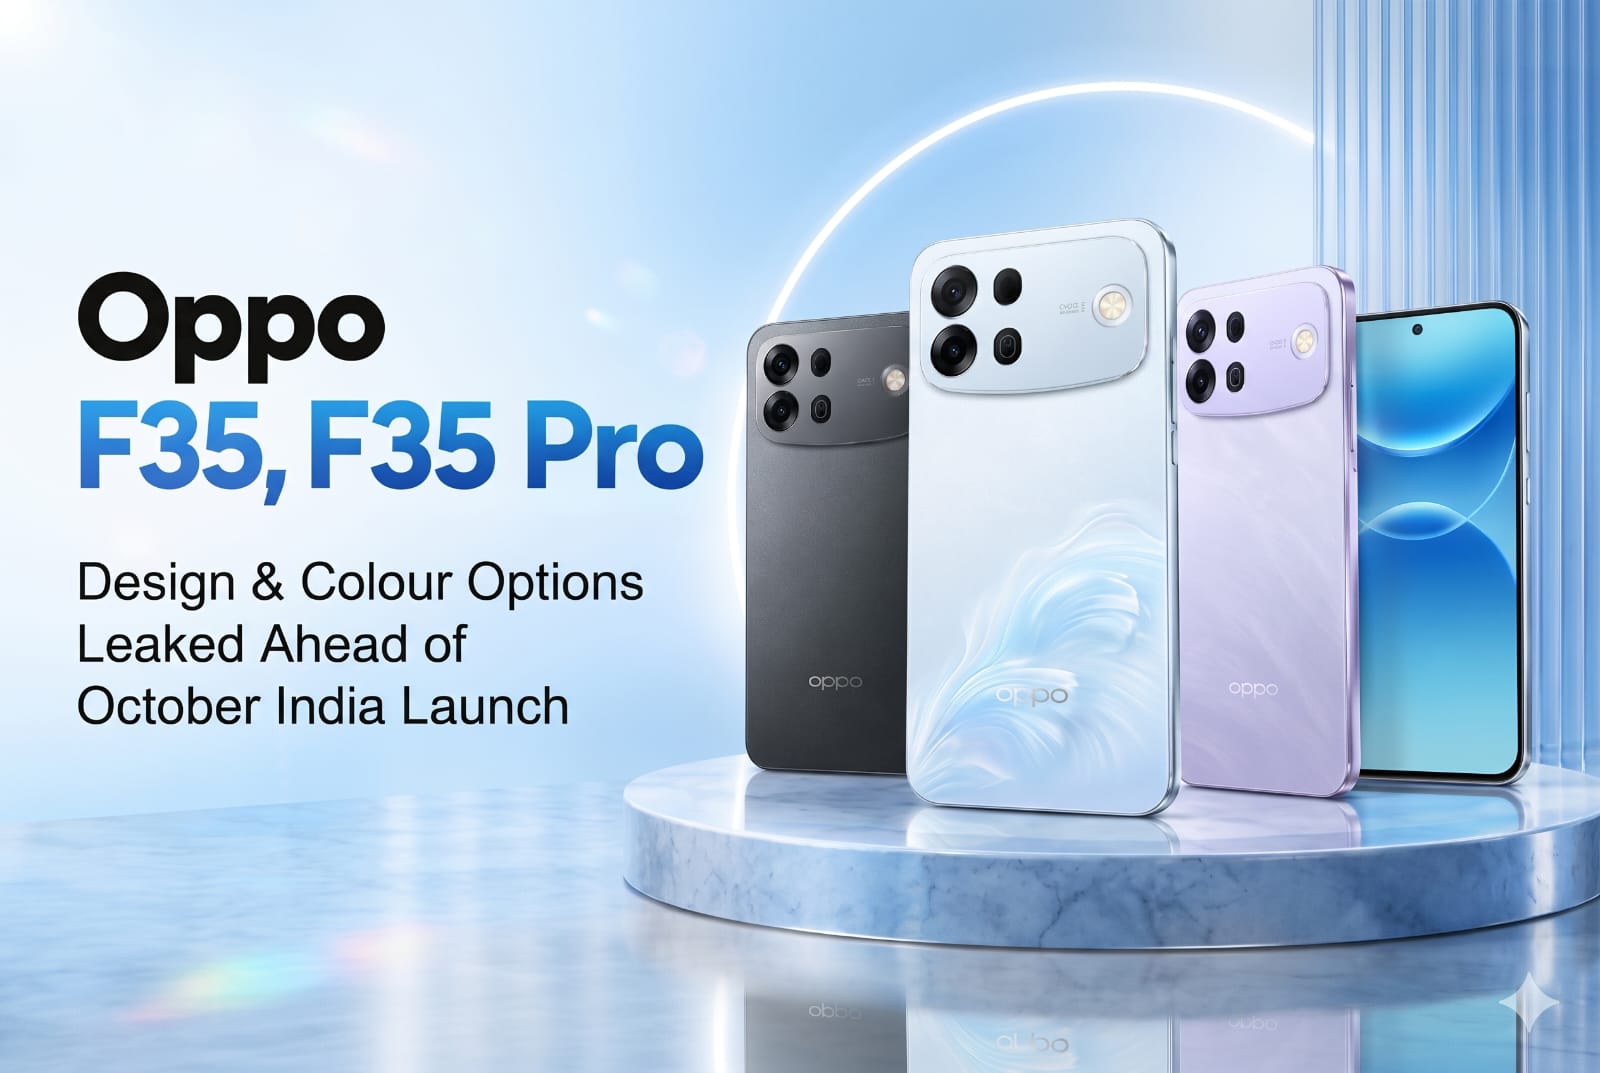 Oppo
F35, F35 Pro
Design & Colour Options
Leaked Ahead of
October India Launch
oppo
oppo
oppo